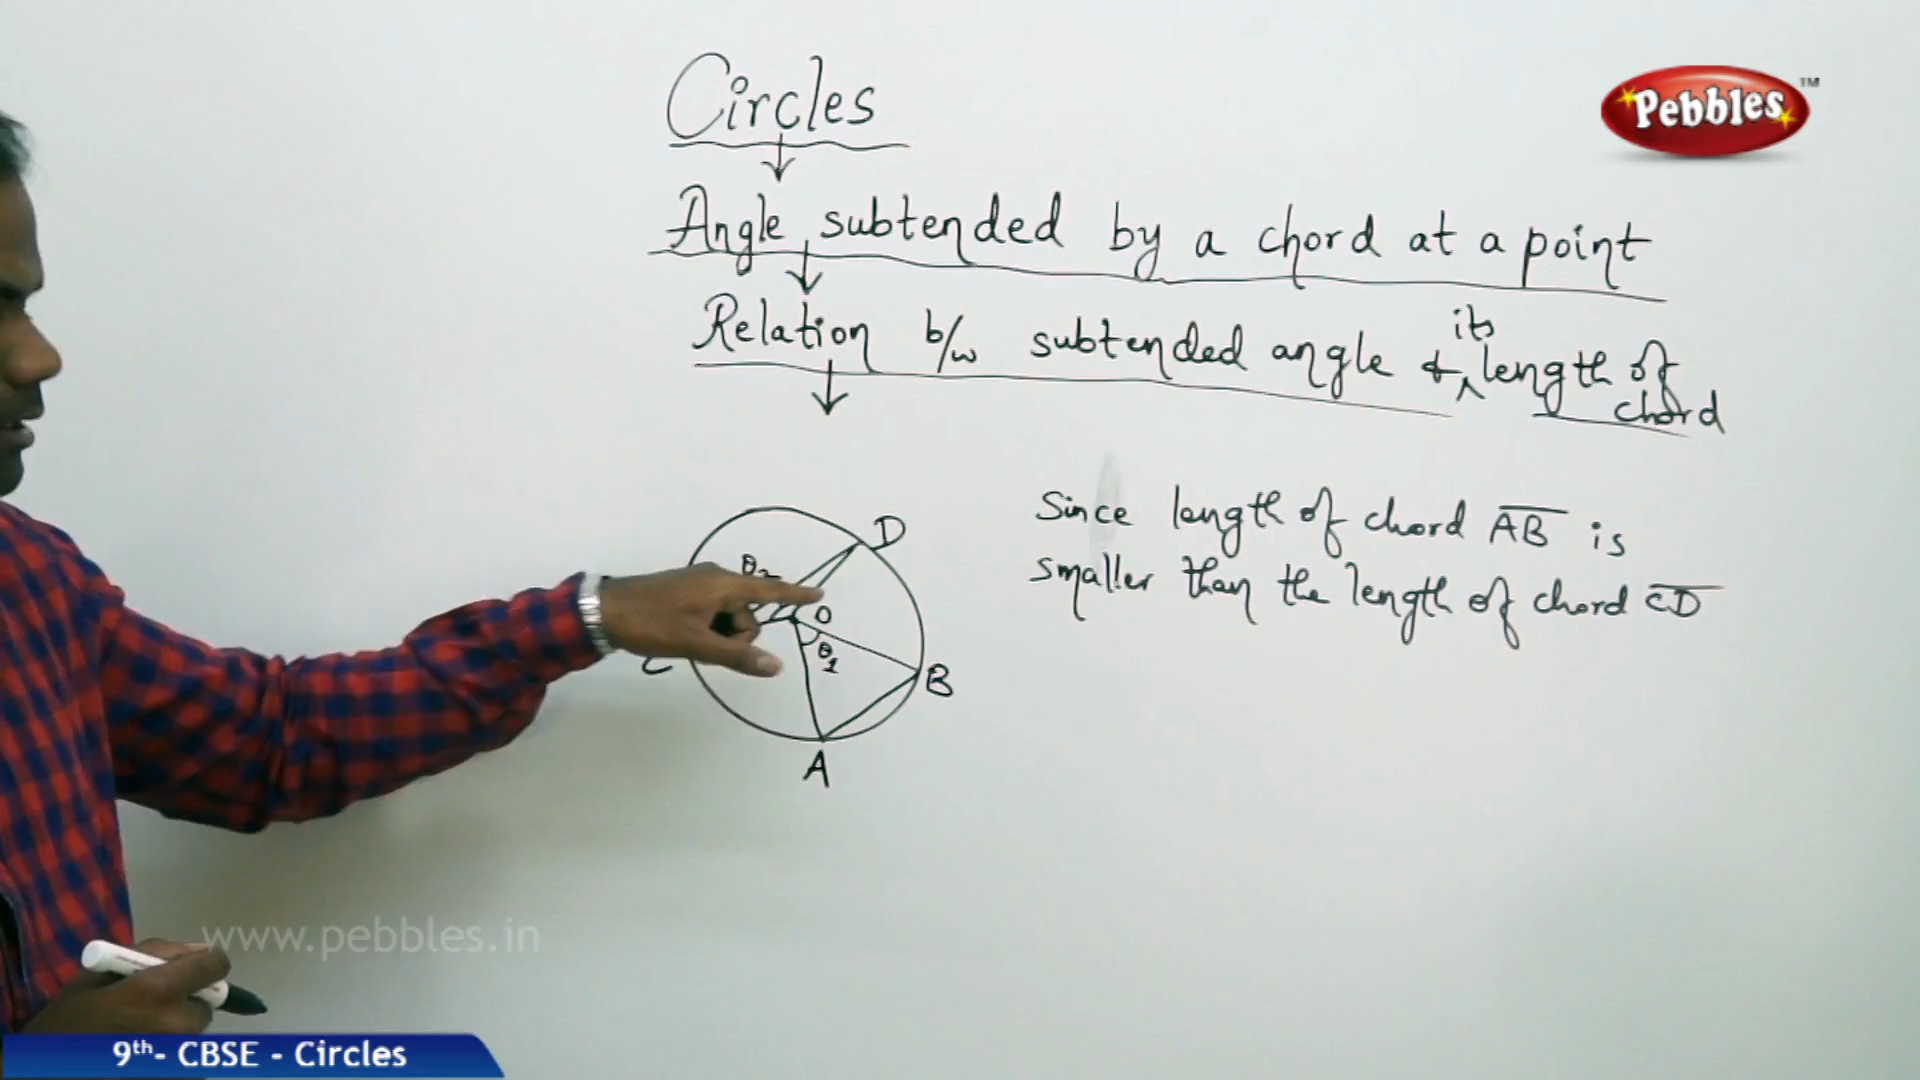 Circles
Pebbles™
Angle subtended by a chord at a point
Relation b/w subtended angle & its length of
chord
Since length of chord AB is
smaller than the length of chord CD
D
θ2
O
θ1
C
B
A
www.pebbles.in
9th- CBSE - Circles